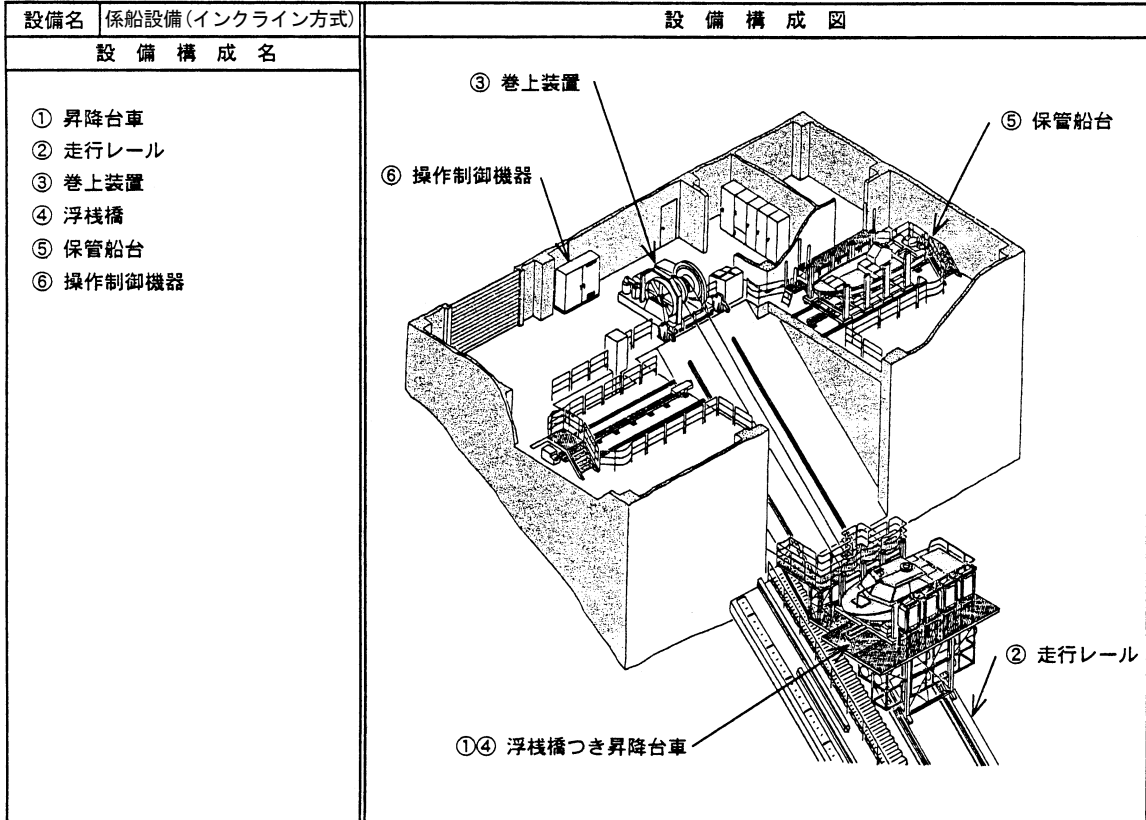 設備名 係船設備(インクライン方式)
設備構成図
設備構成名
① 昇降台車
② 走行レール
③ 巻上装置
④ 浮桟橋
⑤ 保管船台
⑥ 操作制御機器
③ 巻上装置
⑤ 保管船台
⑥ 操作制御機器
② 走行レール
①④ 浮桟橋つき昇降台車